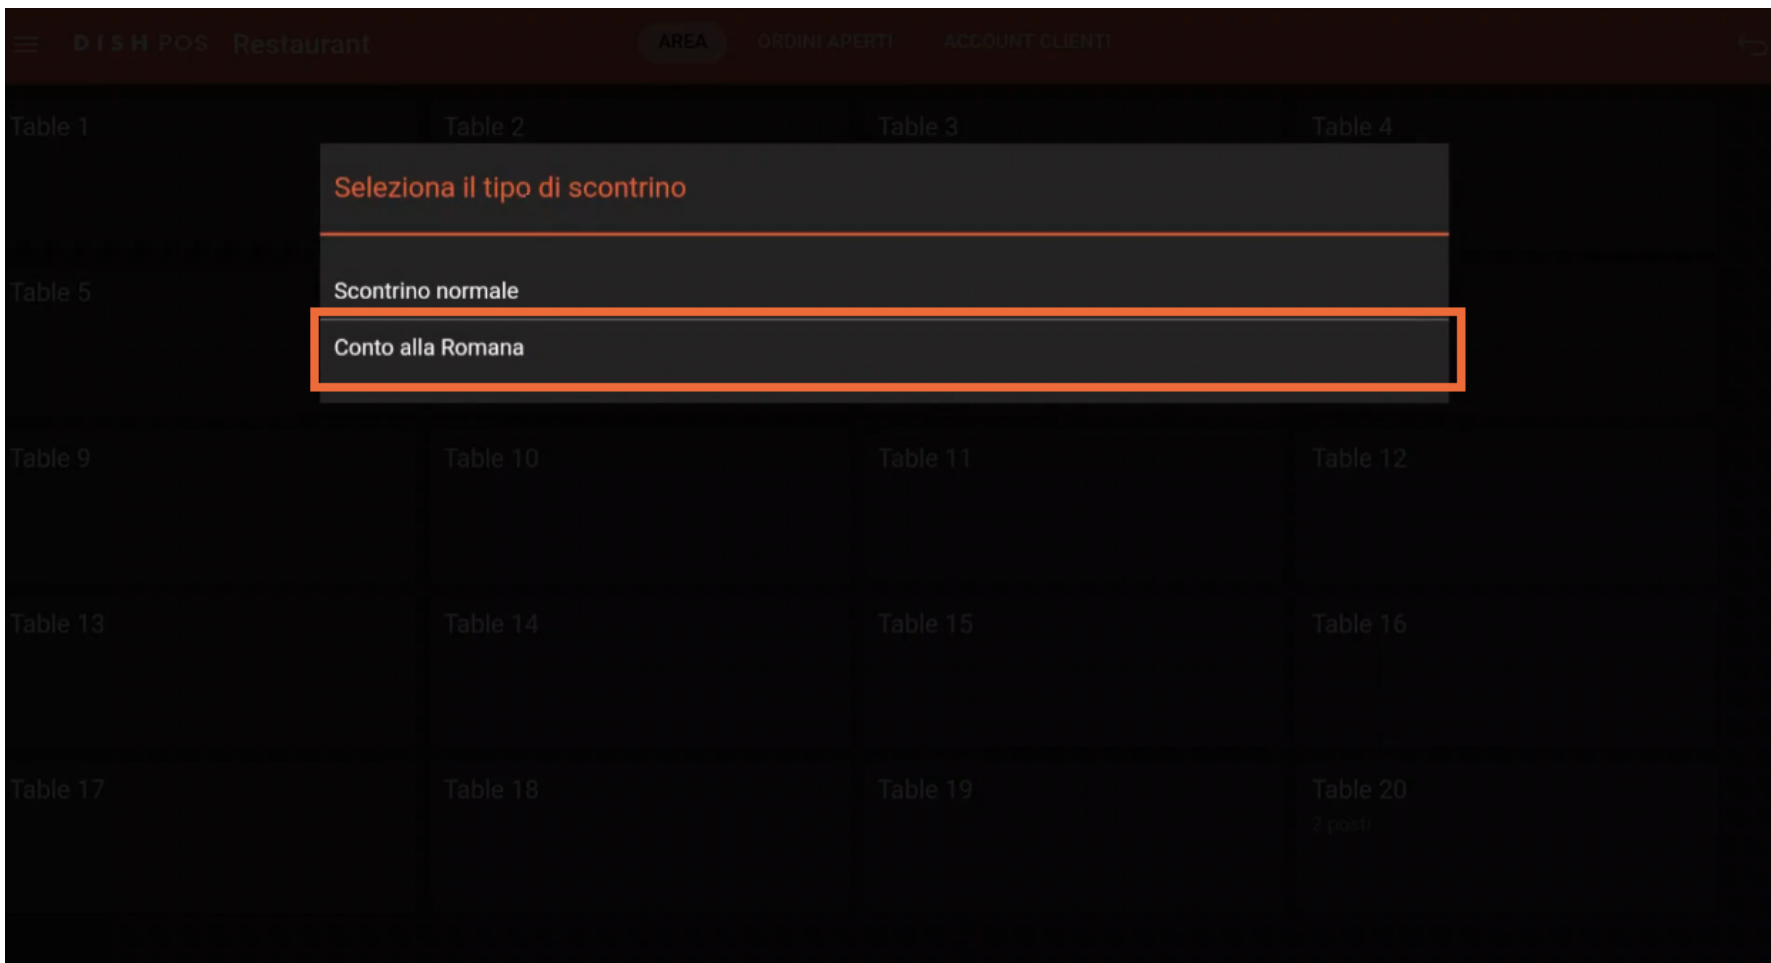 DISH POS Restaurant AREA ORDINI APERTI ACCOUNT CLIENTI
Table 1 Table 2 Table 3 Table 4
Seleziona il tipo di scontrino
Scontrino normale
Table 5
Conto alla Romana
Table 9 Table 10 Table 11 Table 12
Table 13 Table 14 Table 15 Table 16
Table 17 Table 18 Table 19 Table 20
2 posti